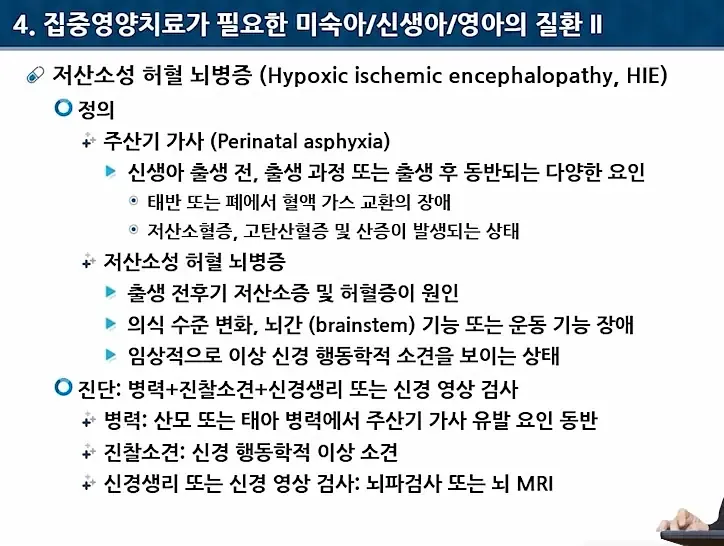 4. 집중영양치료가 필요한 미숙아/신생아/영아의 질환 II
저산소성 허혈 뇌병증 (Hypoxic ischemic encephalopathy, HIE)
정의
주산기 가사 (Perinatal asphyxia)
신생아 출생 전, 출생 과정 또는 출생 후 동반되는 다양한 요인
태반 또는 폐에서 혈액 가스 교환의 장애
저산소혈증, 고탄산혈증 및 산증이 발생되는 상태
저산소성 허혈 뇌병증
출생 전후기 저산소증 및 허혈증이 원인
의식 수준 변화, 뇌간 (brainstem) 기능 또는 운동 기능 장애
임상적으로 이상 신경 행동학적 소견을 보이는 상태
진단: 병력+진찰소견+신경생리 또는 신경 영상 검사
병력: 산모 또는 태아 병력에서 주산기 가사 유발 요인 동반
진찰소견: 신경 행동학적 이상 소견
신경생리 또는 신경 영상 검사: 뇌파검사 또는 뇌 MRI